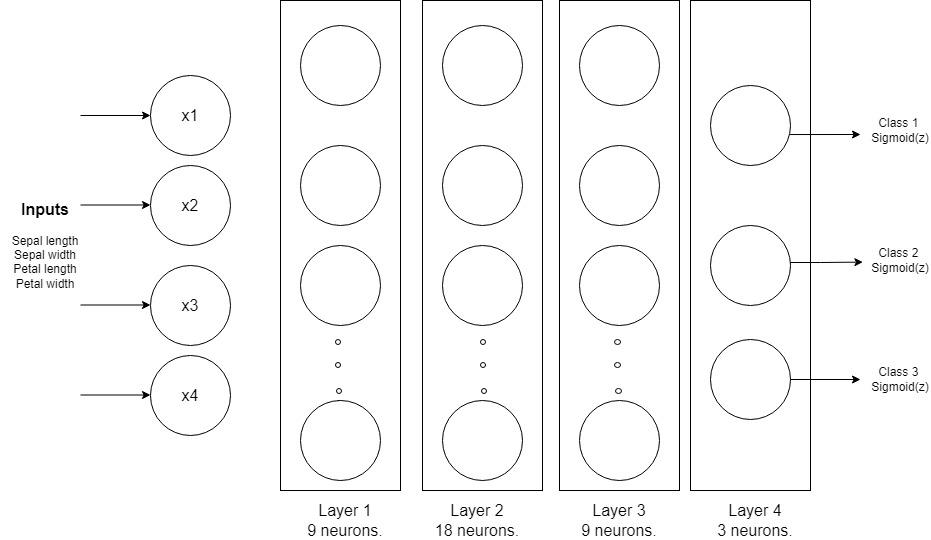 Inputs
Sepal length
Sepal width
Petal length
Petal width
x1
x2
x3
x4
Layer 1
9 neurons.
Layer 2
18 neurons.
Layer 3
9 neurons.
Layer 4
3 neurons.
Class 1
Sigmoid(z)
Class 2
Sigmoid(z)
Class 3
Sigmoid(z)